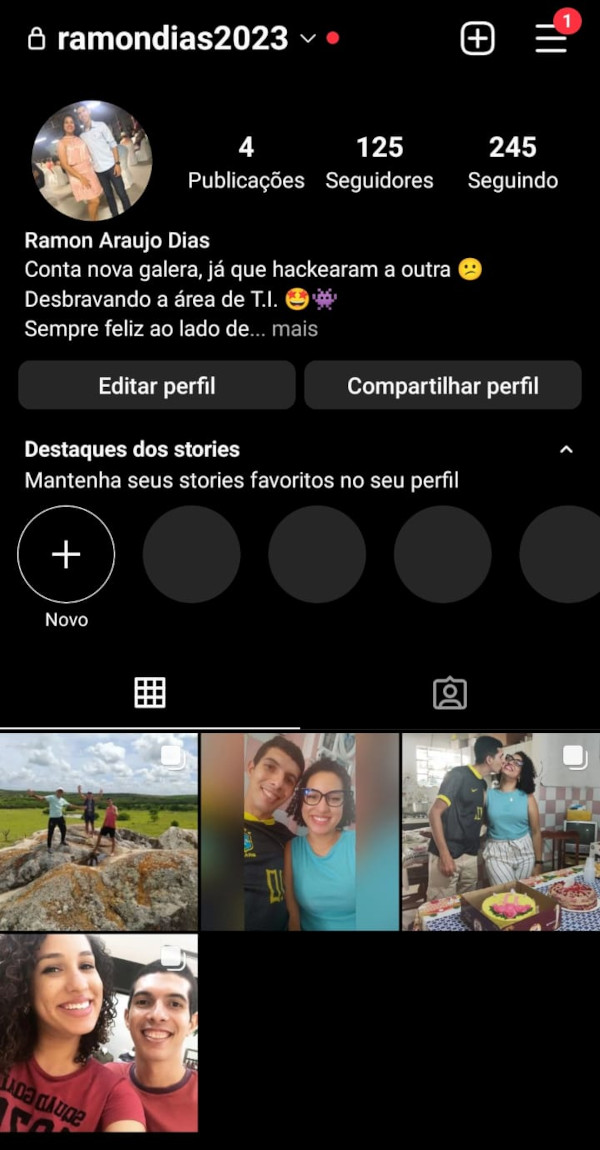 ramondias2023
1
4 125 245
Publicações Seguidores Seguindo
Ramon Araujo Dias
Conta nova galera, já que hackearam a outra 😕
Desbravando a área de T.I. 🤩👾
Sempre feliz ao lado de... mais
Editar perfil Compartilhar perfil
Destaques dos stories
Mantenha seus stories favoritos no seu perfil
Novo